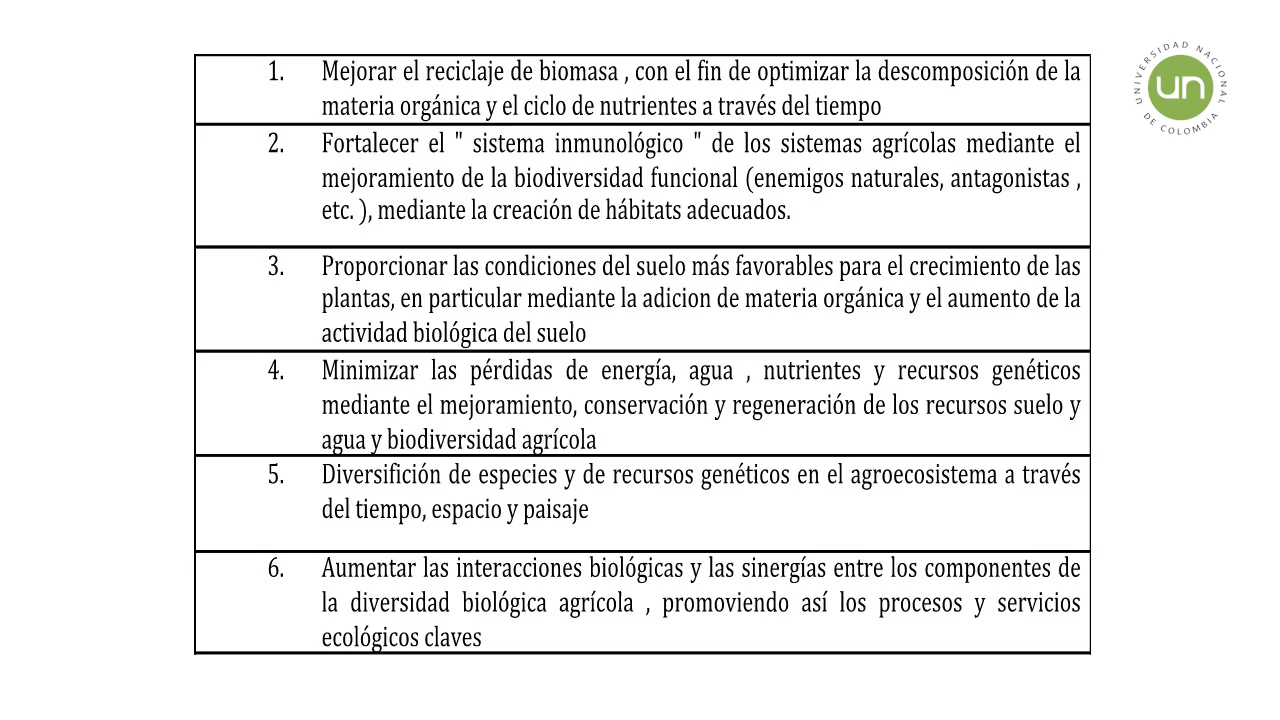 1. Mejorar el reciclaje de biomasa , con el fin de optimizar la descomposición de la
materia orgánica y el ciclo de nutrientes a través del tiempo
2. Fortalecer el " sistema inmunológico " de los sistemas agrícolas mediante el
mejoramiento de la biodiversidad funcional (enemigos naturales, antagonistas ,
etc. ), mediante la creación de hábitats adecuados.
3. Proporcionar las condiciones del suelo más favorables para el crecimiento de las
plantas, en particular mediante la adicion de materia orgánica y el aumento de la
actividad biológica del suelo
4. Minimizar las pérdidas de energía, agua , nutrientes y recursos genéticos
mediante el mejoramiento, conservación y regeneración de los recursos suelo y
agua y biodiversidad agrícola
5. Diversifición de especies y de recursos genéticos en el agroecosistema a través
del tiempo, espacio y paisaje
6. Aumentar las interacciones biológicas y las sinergías entre los componentes de
la diversidad biológica agrícola , promoviendo así los procesos y servicios
ecológicos claves
UNIVERSIDAD NACIONAL
DE COLOMBIA
un